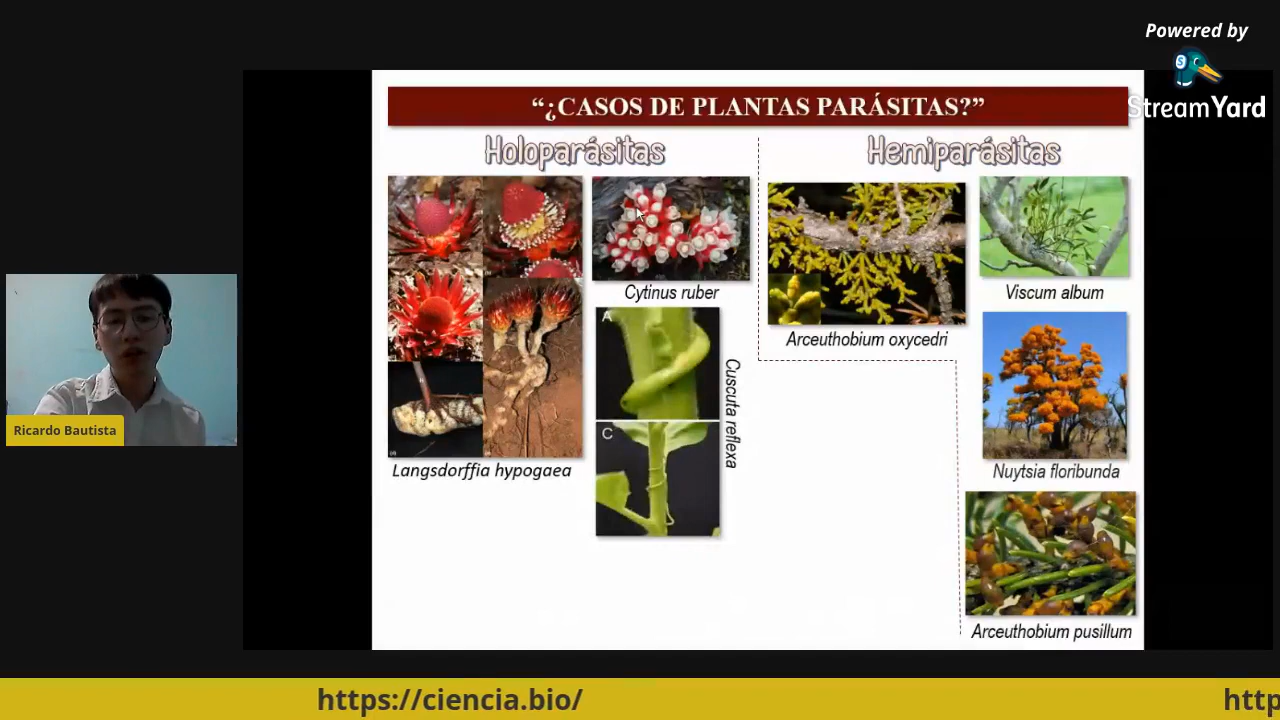 Powered by
StreamYard
“¿CASOS DE PLANTAS PARÁSITAS?”
Holoparásitas
Hemiparásitas
Cytinus ruber
Viscum album
Arceuthobium oxycedri
A
C
Cuscuta reflexa
Langsdorffia hypogaea
Nuytsia floribunda
Arceuthobium pusillum
Ricardo Bautista
https://ciencia.bio/
http